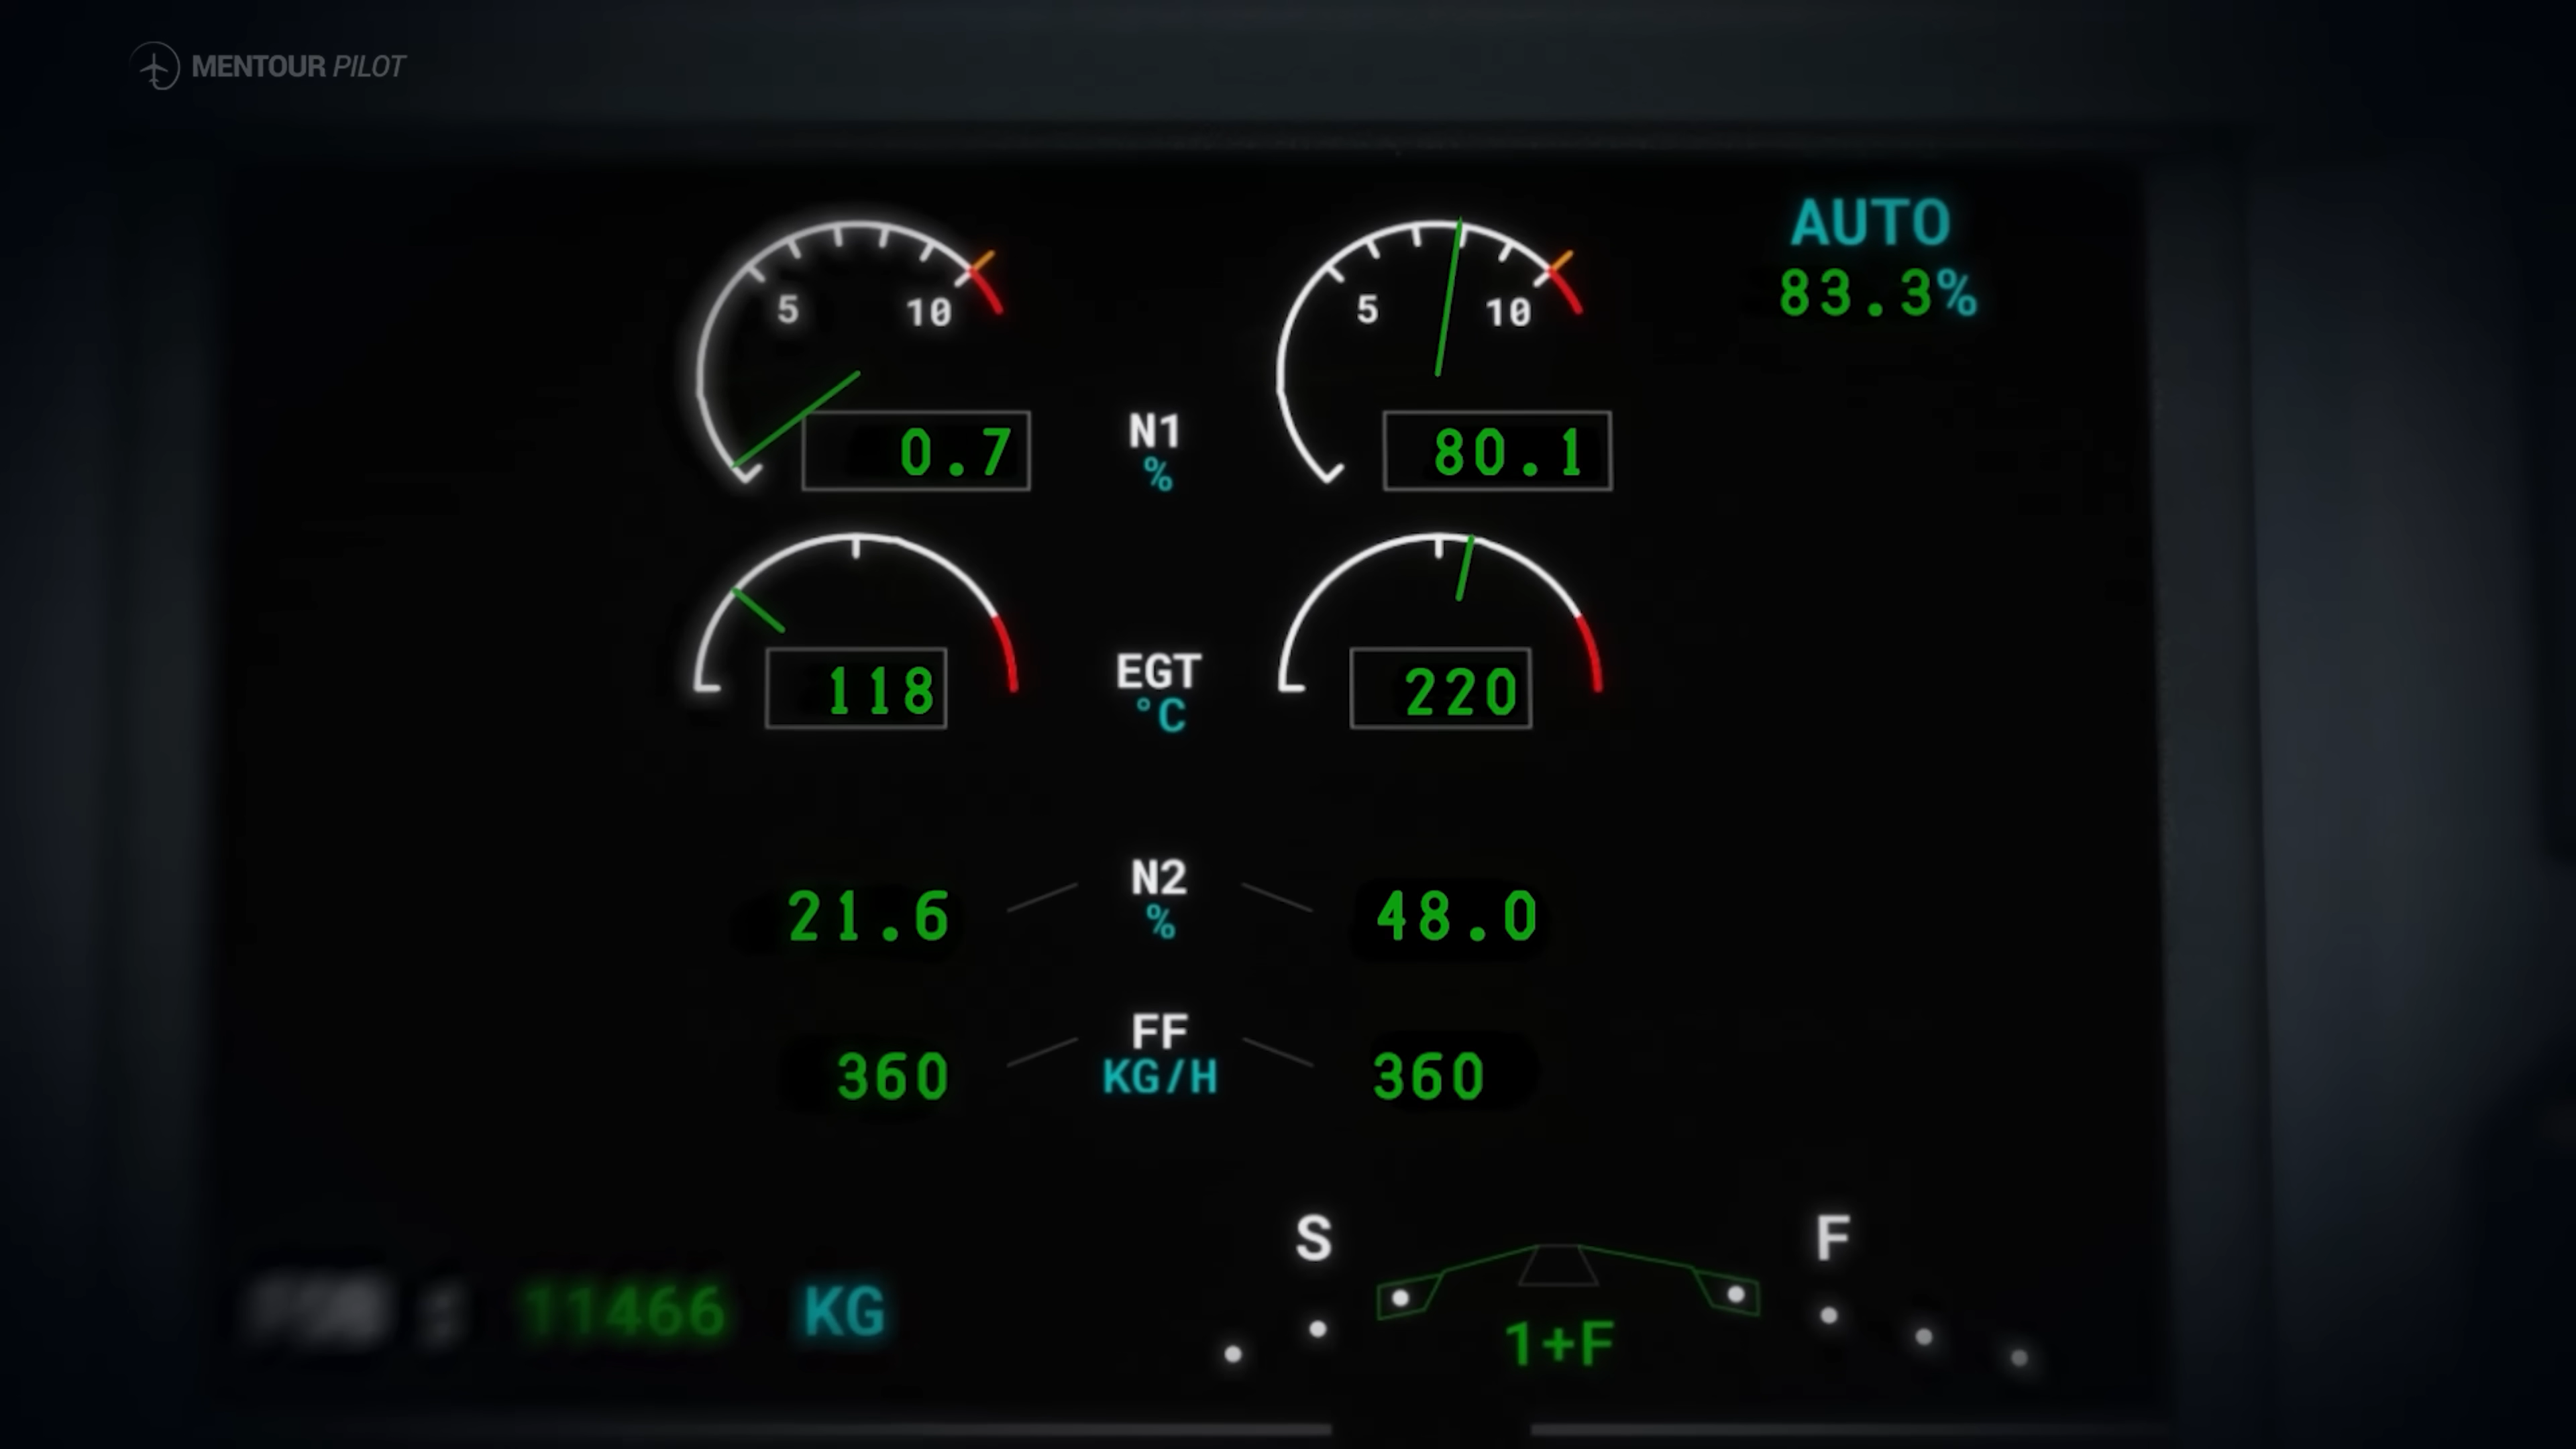 MENTOUR PILOT
AUTO
83.3%
5 10
5 10
0.7 N1 80.1
%
118 EGT 220
°C
21.6 N2 48.0
%
360 FF 360
KG/H
S F
11466 KG
1+F